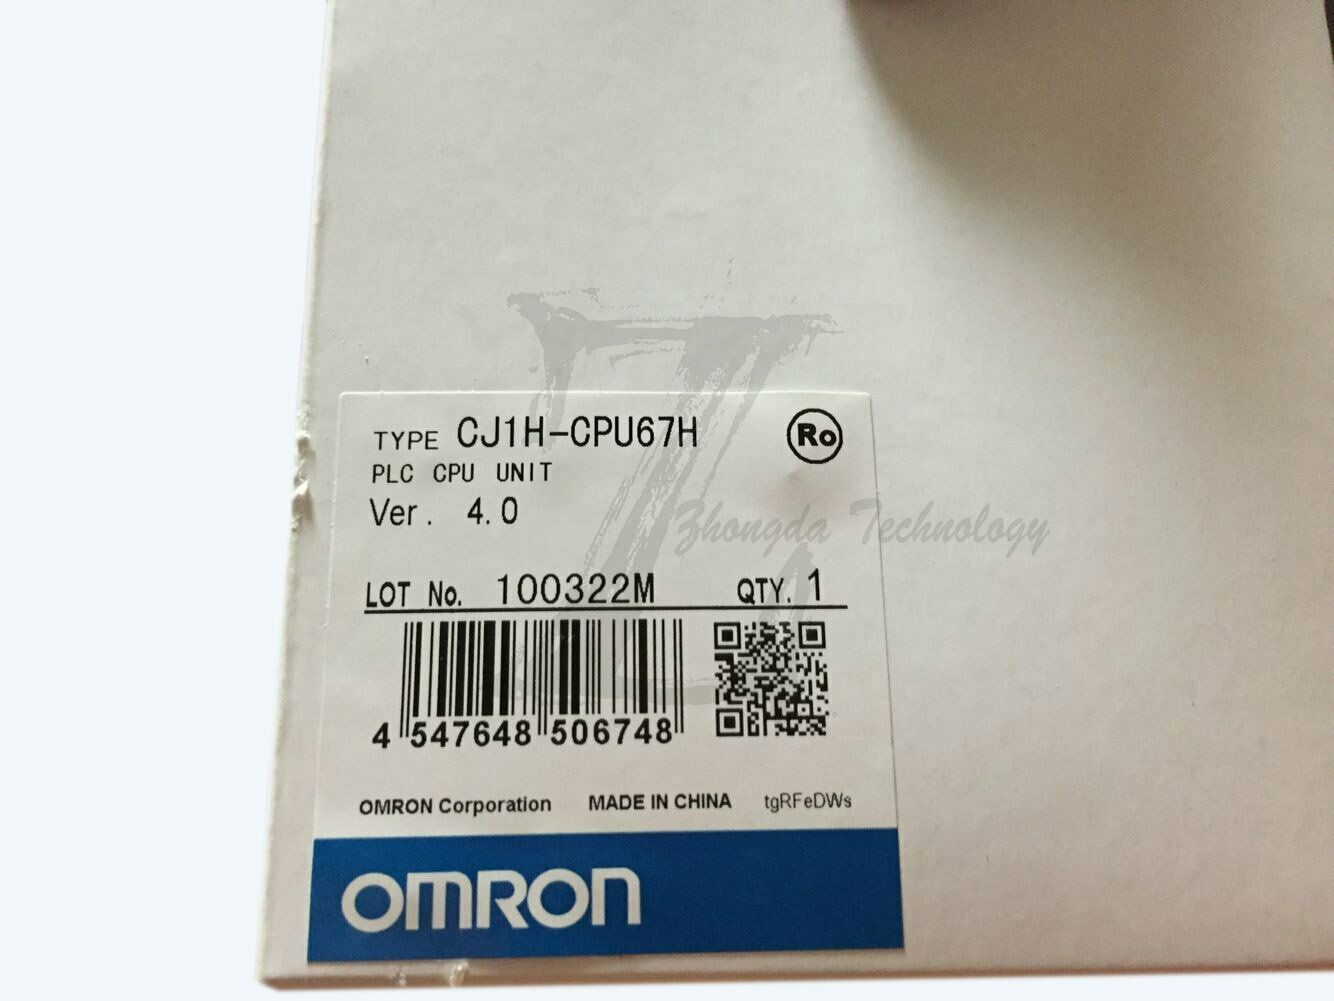 TYPE CJ1H-CPU67H
Ro
PLC CPU UNIT
Ver. 4.0
Zhongda Technology
LOT No. 100322M QTY. 1
4 547648 506748
OMRON Corporation MADE IN CHINA tgRFeDWs
OMRON